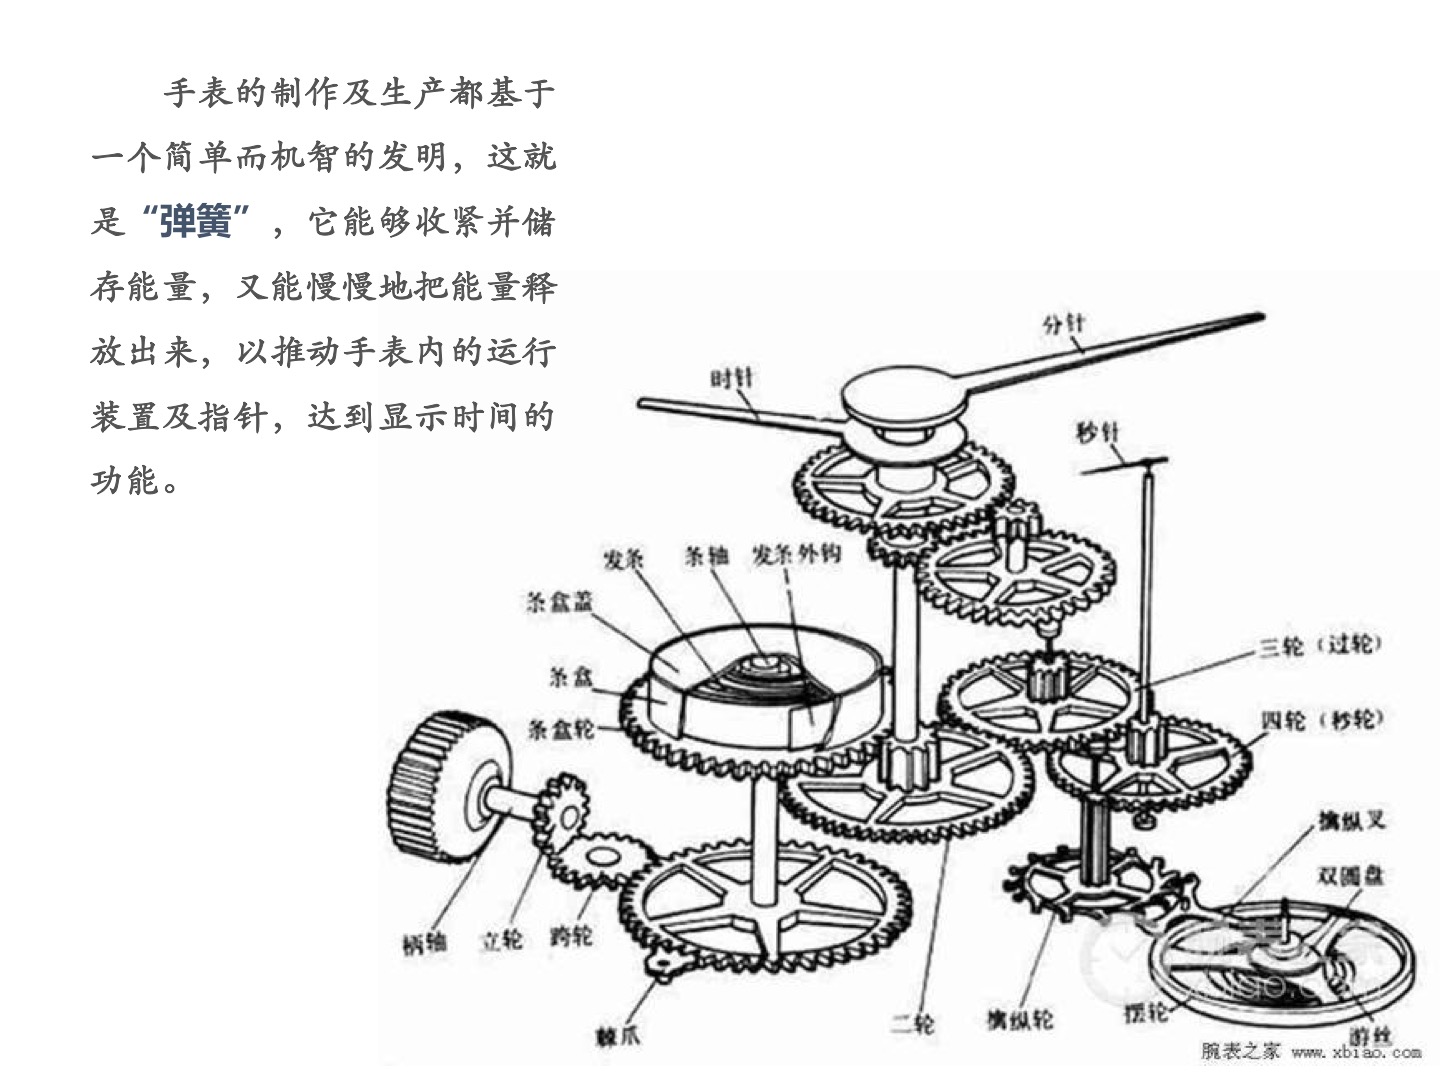 手表的制作及生产都基于
一个简单而机智的发明，这就
是“弹簧”，它能够收紧并储
存能量，又能慢慢地把能量释
放出来，以推动手表内的运行
装置及指针，达到显示时间的
功能。
分针
时针
秒针
发条 条轴 发条外钩
条盒盖
三轮（过轮）
条盒
四轮（秒轮）
条盒轮
擒纵叉
双圆盘
柄轴 立轮 跨轮
二轮 擒纵轮 摆轮
棘爪
游丝
腕表之家 www.xbiao.com